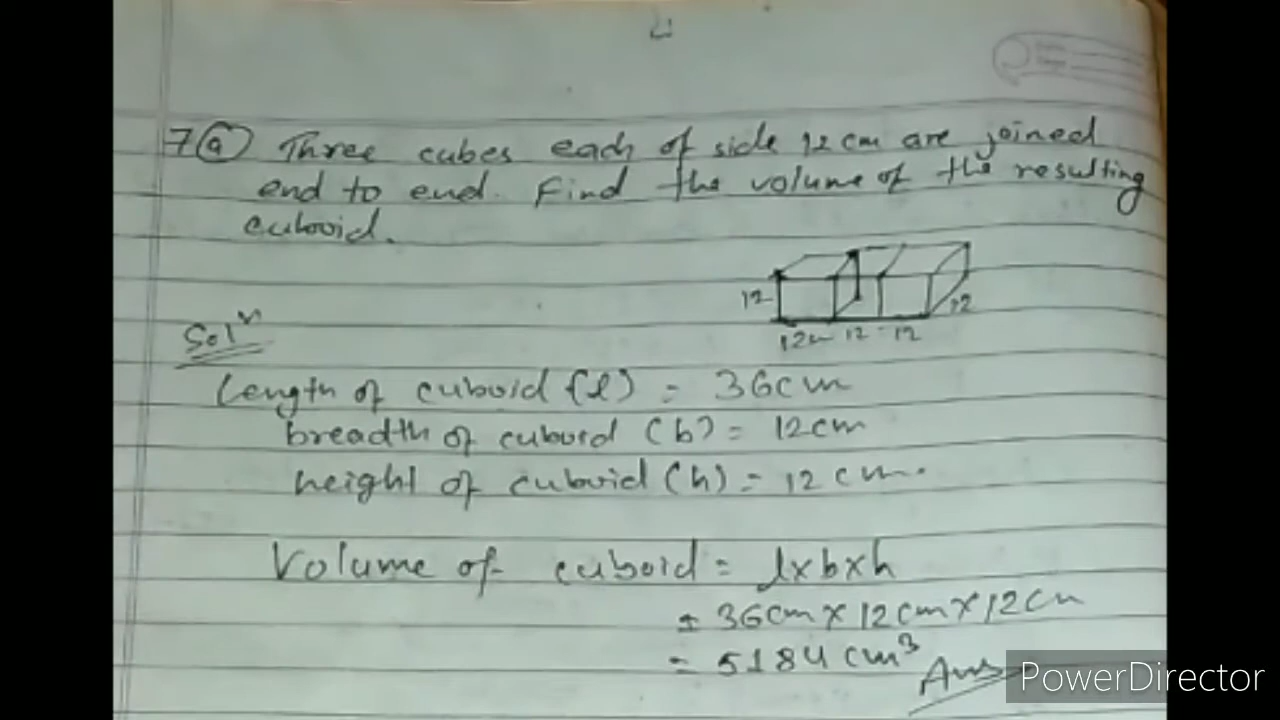 7(a) Three cubes each of side 12 cm are joined
end to end. Find the volume of the resulting
cuboid.
12
12
12cm 12 12
Solⁿ
Length of cuboid (l) = 36cm
breadth of cuboid (b) = 12cm
height of cuboid (h) = 12 cm.
Volume of cuboid = l×b×h
= 36cm × 12cm × 12cm
= 5184 cm³ Ans
PowerDirector